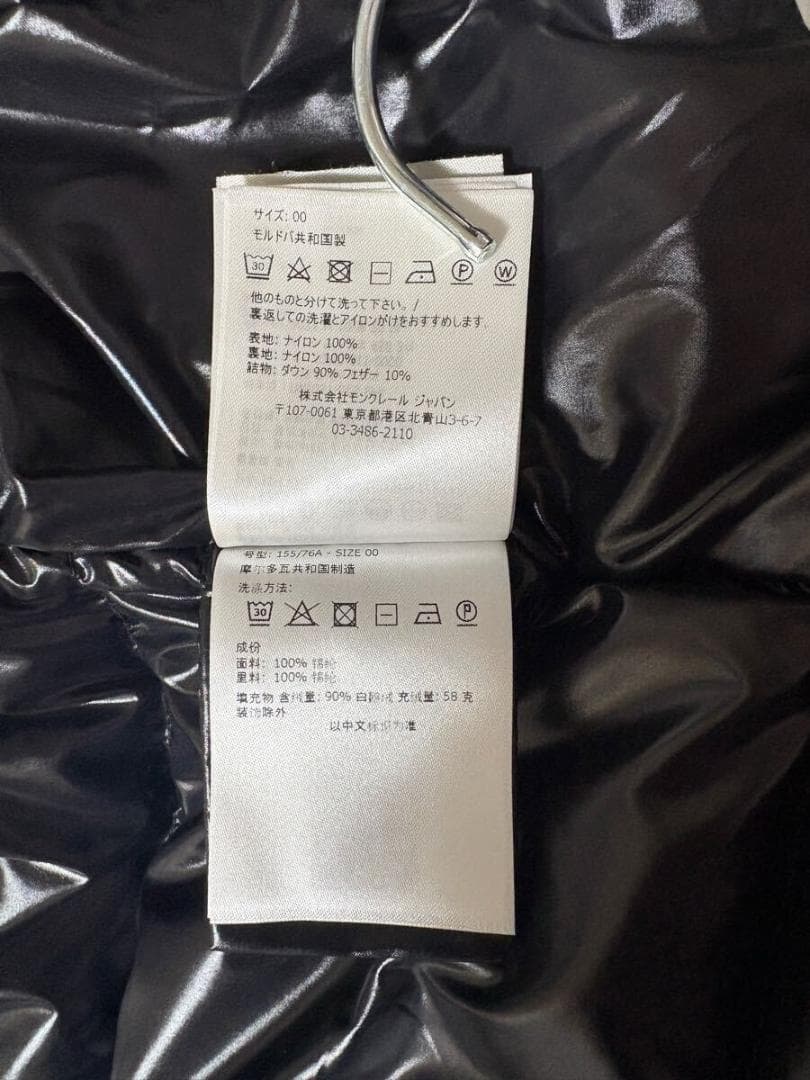 サイズ: 00
モルドバ共和国製
30
P
W
他のものと分けて洗って下さい。/
裏返しての洗濯とアイロンがけをおすすめします.
表地: ナイロン 100%
裏地: ナイロン 100%
詰物: ダウン 90% フェザー 10%
株式会社モンクレール ジャパン
〒107-0061 東京都港区北青山3-6-7
03-3486-2110
号型: 155/76A - SIZE 00
摩尔多瓦共和国制造
洗涤方法:
30
P
成份
面料: 100% 锦纶
里料: 100% 锦纶
填充物 含绒量: 90% 白鹅绒 充绒量: 58 克
装饰除外
以中文标识为准